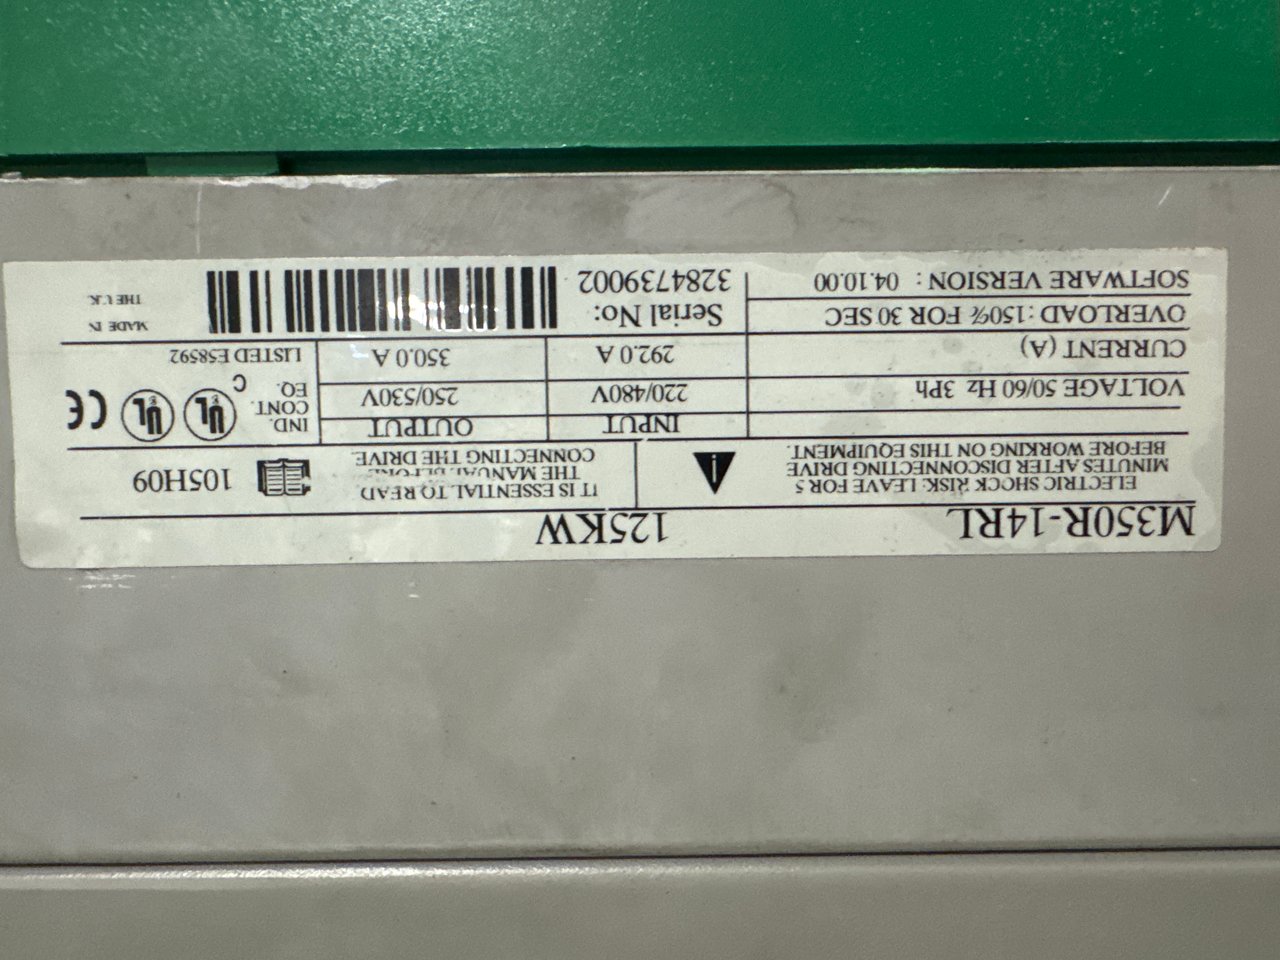 M350R-14RL 125KW
ELECTRIC SHOCK RISK: LEAVE FOR 5
MINUTES AFTER DISCONNECTING DRIVE
BEFORE WORKING ON THIS EQUIPMENT.
IT IS ESSENTIAL TO READ
THE MANUAL BEFORE
CONNECTING THE DRIVE.
105H09
INPUT OUTPUT
VOLTAGE 50/60 Hz 3Ph 220/480V 250/530V
CURRENT (A) 292.0 A 350.0 A
IND.
CONT.
EQ.
C UL UL CE
LISTED E58592
OVERLOAD :150% FOR 30 SEC
SOFTWARE VERSION : 04.10.00
Serial No:
3284739002
MADE IN
THE U.K